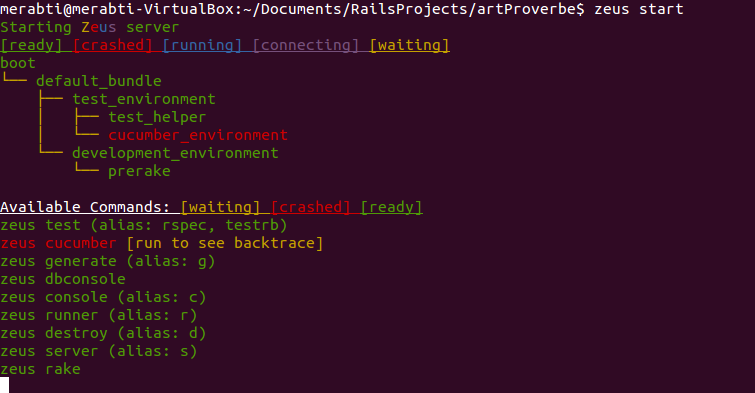 merabti@merabti-VirtualBox:~/Documents/RailsProjects/artProverbe$ zeus start
Starting Zeus server
[ready] [crashed] [running] [connecting] [waiting]
boot
└── default_bundle
    ├── test_environment
    │   ├── test_helper
    │   └── cucumber_environment
    └── development_environment
        └── prerake

Available Commands: [waiting] [crashed] [ready]
zeus test (alias: rspec, testrb)
zeus cucumber [run to see backtrace]
zeus generate (alias: g)
zeus dbconsole
zeus console (alias: c)
zeus runner (alias: r)
zeus destroy (alias: d)
zeus server (alias: s)
zeus rake